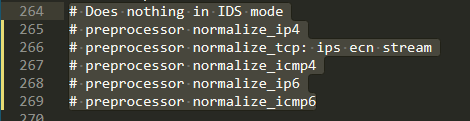 264 # Does nothing in IDS mode
265 # preprocessor normalize_ip4
266 # preprocessor normalize_tcp: ips ecn stream
267 # preprocessor normalize_icmp4
268 # preprocessor normalize_ip6
269 # preprocessor normalize_icmp6
270